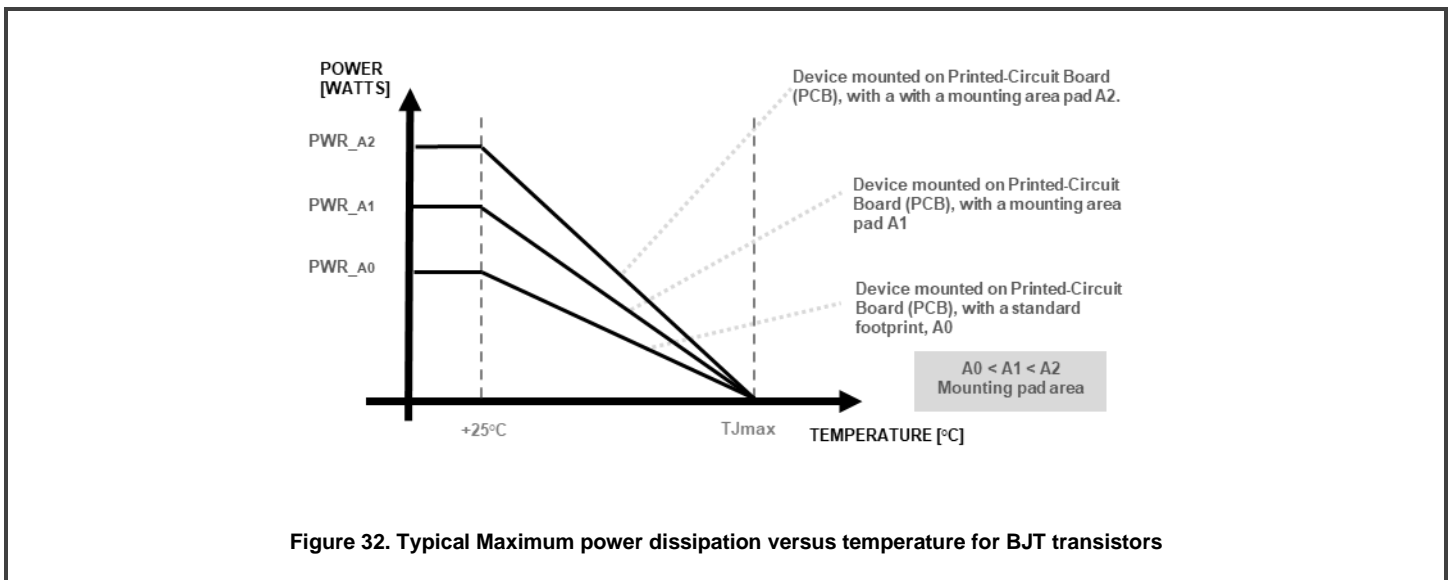 POWER
[WATTS]
PWR_A2
PWR_A1
PWR_A0
Device mounted on Printed-Circuit Board
(PCB), with a with a mounting area pad A2.
Device mounted on Printed-Circuit
Board (PCB), with a mounting area
pad A1
Device mounted on Printed-Circuit
Board (PCB), with a standard
footprint, A0
A0 < A1 < A2
Mounting pad area
+25ºC
TJmax
TEMPERATURE [ºC]
Figure 32. Typical Maximum power dissipation versus temperature for BJT transistors